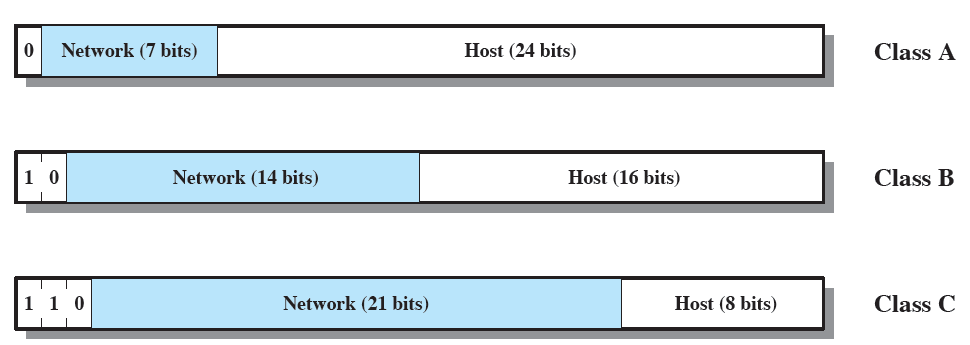 0 Network (7 bits) Host (24 bits) Class A
1 0 Network (14 bits) Host (16 bits) Class B
1 1 0 Network (21 bits) Host (8 bits) Class C